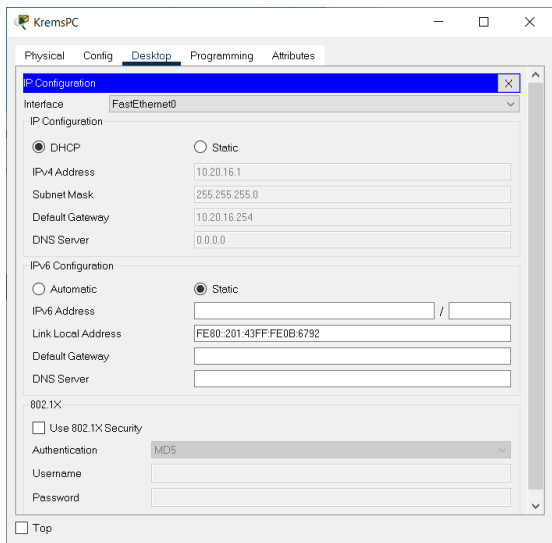 KremsPC
Physical Config Desktop Programming Attributes
IP Configuration X
Interface FastEthernet0
IP Configuration
DHCP Static
IPv4 Address 10.20.16.1
Subnet Mask 255.255.255.0
Default Gateway 10.20.16.254
DNS Server 0.0.0.0
IPv6 Configuration
Automatic Static
IPv6 Address /
Link Local Address FE80::201:43FF:FE0B:6792
Default Gateway
DNS Server
802.1X
Use 802.1X Security
Authentication MD5
Username
Password
Top